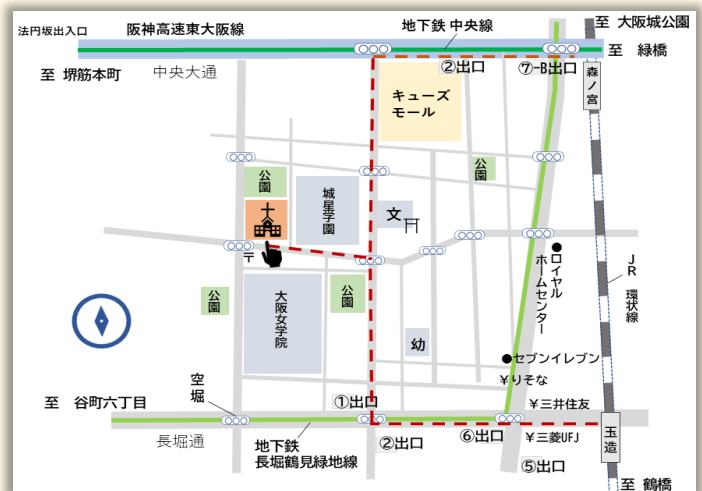 至 大阪城公園
法円坂出入口
阪神高速東大阪線
地下鉄 中央線
至 緑橋
至 堺筋本町
中央大通
②出口
⑦-B出口
森ノ宮
キューズ
モール
公園
公園
城星学園
文
〒
ロイヤル
ホームセンター
JR 環状線
大阪女学院
公園
公園
幼
セブンイレブン
¥りそな
空堀
至 谷町六丁目
①出口
¥三井住友
長堀通
地下鉄
長堀鶴見緑地線
②出口
⑥出口
¥三菱UFJ
玉造
⑤出口
至 鶴橋